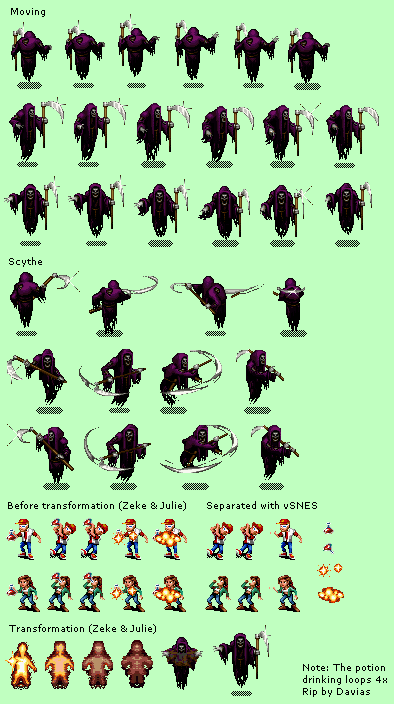 Moving
Scythe
Before transformation (Zeke & Julie)
Separated with vSNES
Transformation (Zeke & Julie)
Note: The potion
drinking loops 4x
Rip by Davias